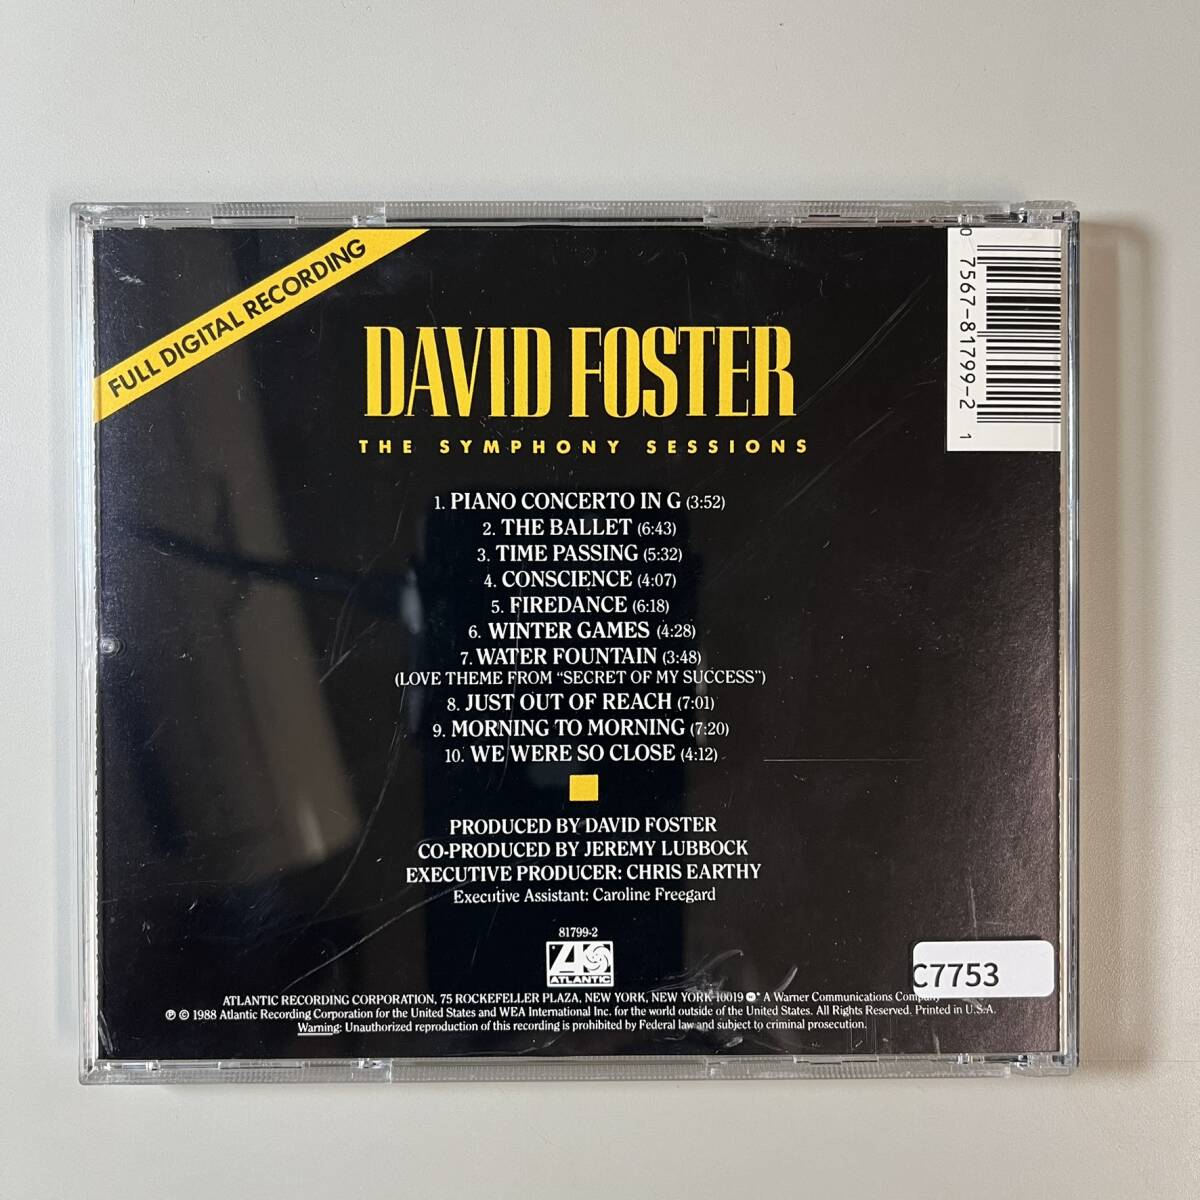 FULL DIGITAL RECORDING
0 7567-81799-2 1
DAVID FOSTER
THE SYMPHONY SESSIONS
1. PIANO CONCERTO IN G (3:52)
2. THE BALLET (6:43)
3. TIME PASSING (5:32)
4. CONSCIENCE (4:07)
5. FIREDANCE (6:18)
6. WINTER GAMES (4:28)
7. WATER FOUNTAIN (3:48)
(LOVE THEME FROM “SECRET OF MY SUCCESS”)
8. JUST OUT OF REACH (7:01)
9. MORNING TO MORNING (7:20)
10. WE WERE SO CLOSE (4:12)
PRODUCED BY DAVID FOSTER
CO-PRODUCED BY JEREMY LUBBOCK
EXECUTIVE PRODUCER: CHRIS EARTHY
Executive Assistant: Caroline Freegard
81799-2
ATLANTIC
C7753
ATLANTIC RECORDING CORPORATION, 75 ROCKEFELLER PLAZA, NEW YORK, NEW YORK 10019 A Warner Communications Company
℗ © 1988 Atlantic Recording Corporation for the United States and WEA International Inc. for the world outside of the United States. All Rights Reserved. Printed in U.S.A.
Warning: Unauthorized reproduction of this recording is prohibited by Federal law and subject to criminal prosecution.